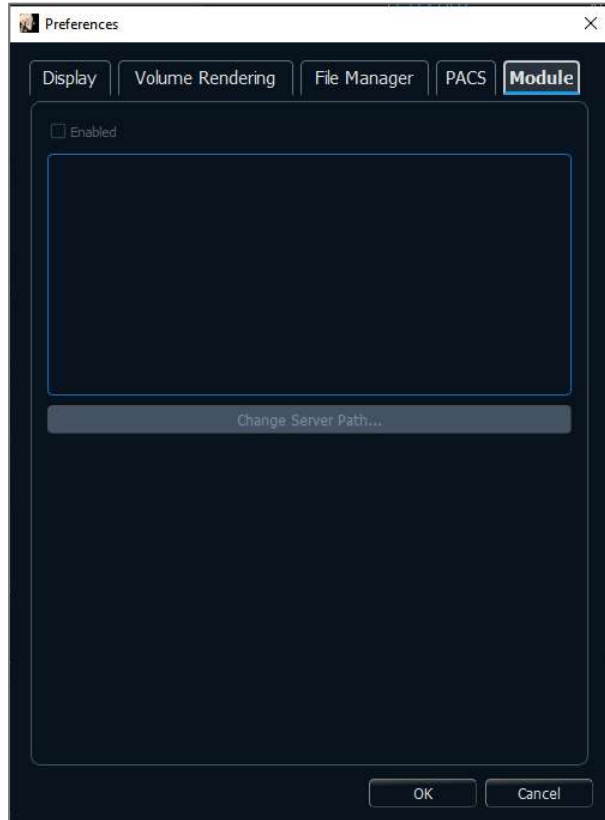 Preferences
Display Volume Rendering File Manager PACS Module
Enabled
Change Server Path...
OK Cancel